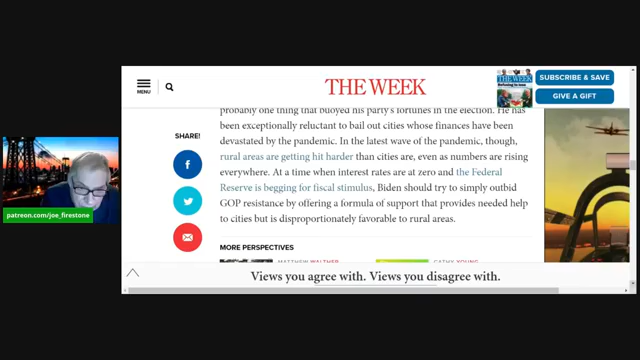 MENU
THE WEEK
THE WEEK
SUBSCRIBE & SAVE
GIVE A GIFT
SHARE!
probably one thing that buoyed his party's fortunes in the election. He has
been exceptionally reluctant to bail out cities whose finances have been
devastated by the pandemic. In the latest wave of the pandemic, though,
rural areas are getting hit harder than cities are, even as numbers are rising
everywhere. At a time when interest rates are at zero and the Federal
Reserve is begging for fiscal stimulus, Biden should try to simply outbid
GOP resistance by offering a formula of support that provides needed help
to cities but is disproportionately favorable to rural areas.
patreon.com/joe_firestone
MORE PERSPECTIVES
MATTHEW WALTHER
CATHY YOUNG
Views you agree with. Views you disagree with.